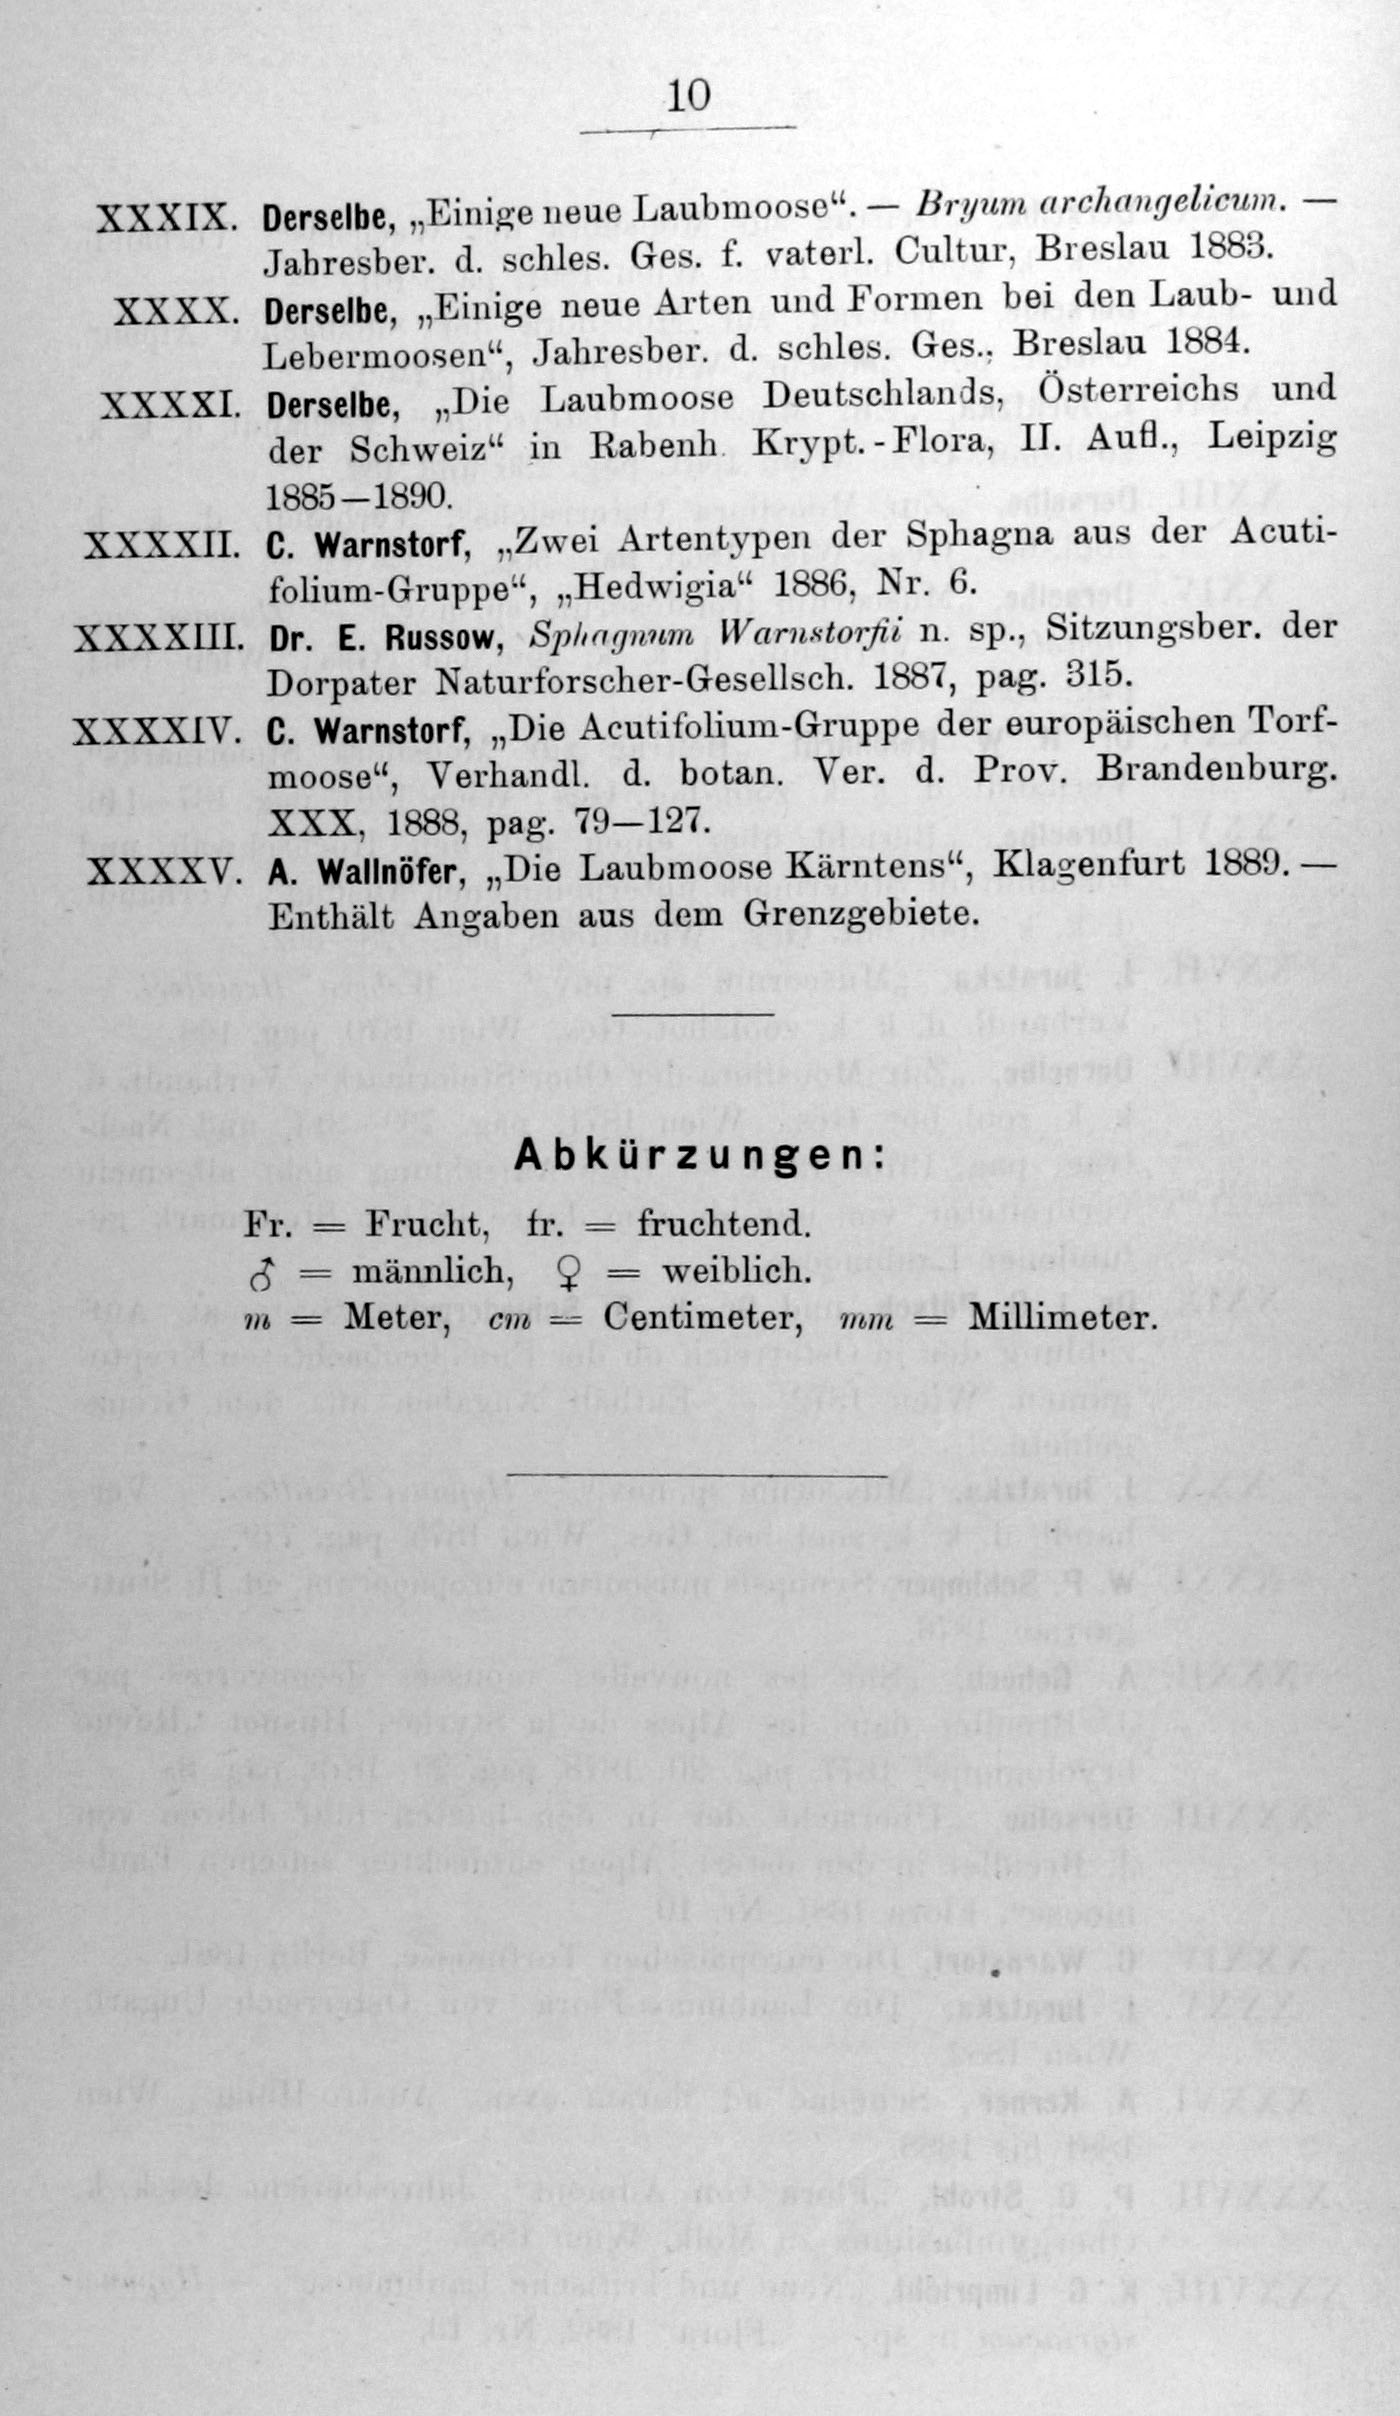 10
XXXIX. Derselbe, „Einige neue Laubmoose“. — Bryum archangelicum. —
Jahresber. d. schles. Ges. f. vaterl. Cultur, Breslau 1883.
XXXX. Derselbe, „Einige neue Arten und Formen bei den Laub- und
Lebermoosen“, Jahresber. d. schles. Ges., Breslau 1884.
XXXXI. Derselbe, „Die Laubmoose Deutschlands, Österreichs und
der Schweiz“ in Rabenh. Krypt.-Flora, II. Aufl., Leipzig
1885—1890.
XXXXII. C. Warnstorf, „Zwei Artentypen der Sphagna aus der Acuti-
folium-Gruppe“, „Hedwigia“ 1886, Nr. 6.
XXXXIII. Dr. E. Russow, Sphagnum Warnstorfii n. sp., Sitzungsber. der
Dorpater Naturforscher-Gesellsch. 1887, pag. 315.
XXXXIV. C. Warnstorf, „Die Acutifolium-Gruppe der europäischen Torf-
moose“, Verhandl. d. botan. Ver. d. Prov. Brandenburg.
XXX, 1888, pag. 79—127.
XXXXV. A. Wallnöfer, „Die Laubmoose Kärntens“, Klagenfurt 1889. —
Enthält Angaben aus dem Grenzgebiete.
Abkürzungen:
Fr. = Frucht, fr. = fruchtend.
♂ = männlich, ♀ = weiblich.
m = Meter, cm = Centimeter, mm = Millimeter.